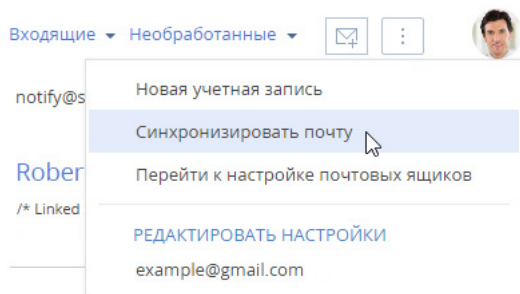 Входящие Необработанные
Новая учетная запись
notify@s
Синхронизировать почту
Rober
Перейти к настройке почтовых ящиков
/* Linked
РЕДАКТИРОВАТЬ НАСТРОЙКИ
example@gmail.com